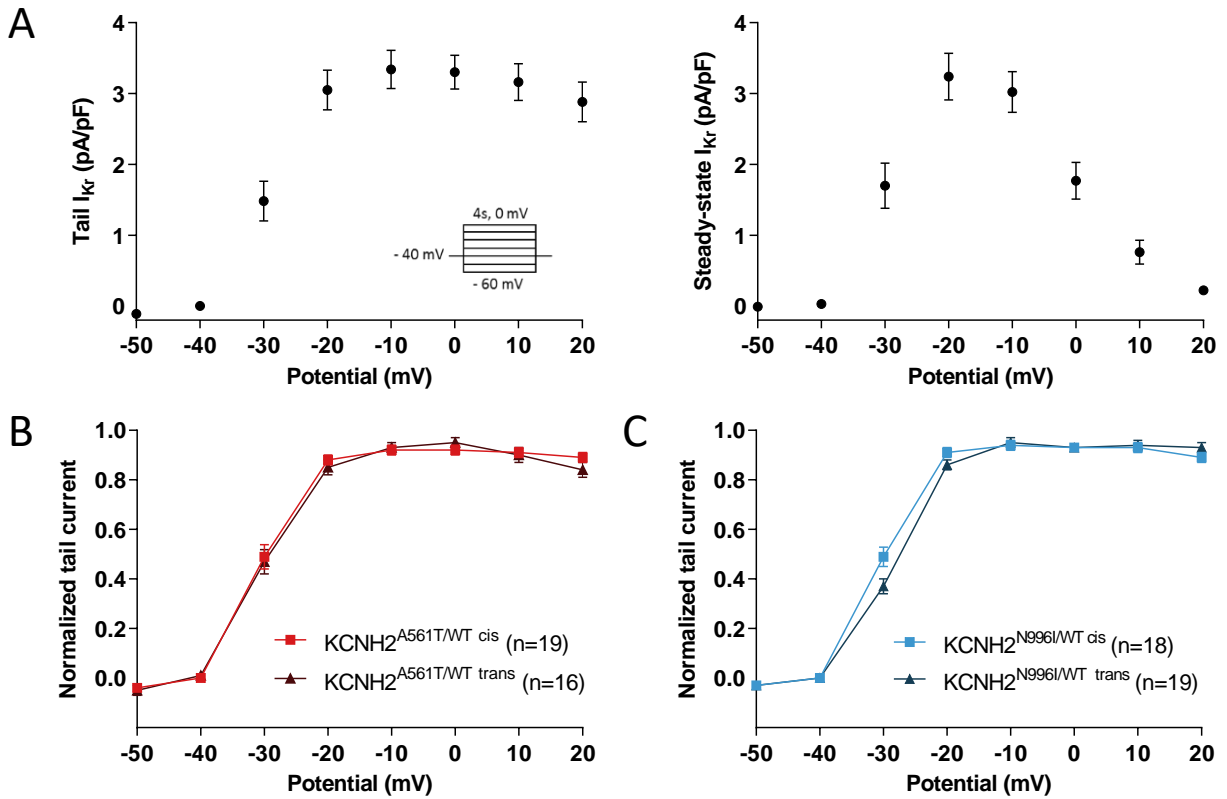 A
Tail IKr (pA/pF)
4
3
2
1
0
-50 -40 -30 -20 -10 0 10 20
Potential (mV)
4s, 0 mV
- 40 mV
- 60 mV
Steady-state IKr (pA/pF)
4
3
2
1
0
-50 -40 -30 -20 -10 0 10 20
Potential (mV)
B
Normalized tail current
1.0
0.8
0.6
0.4
0.2
0.0
KCNH2A561T/WT cis (n=19)
KCNH2A561T/WT trans (n=16)
-50 -40 -30 -20 -10 0 10 20
Potential (mV)
C
Normalized tail current
1.0
0.8
0.6
0.4
0.2
0.0
KCNH2N996I/WT cis (n=18)
KCNH2N996I/WT trans (n=19)
-50 -40 -30 -20 -10 0 10 20
Potential (mV)